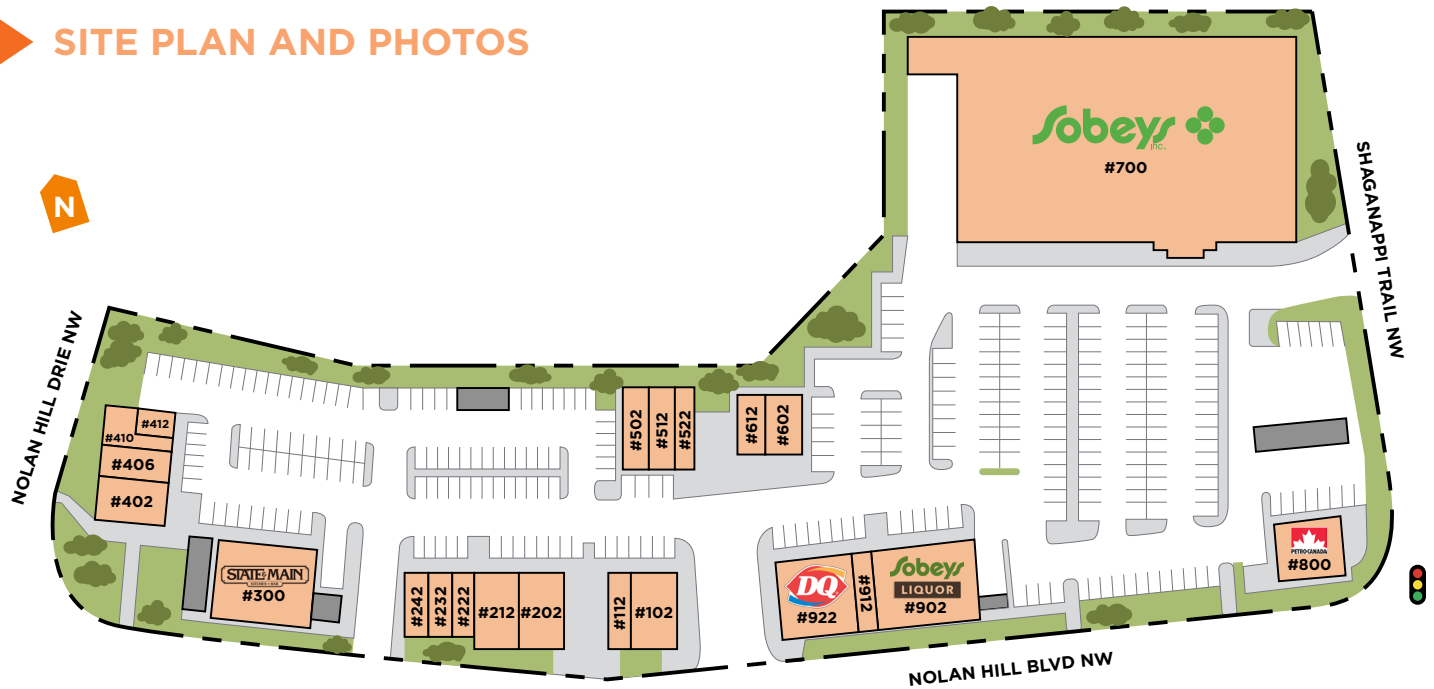 SITE PLAN AND PHOTOS
N
Sobeys
inc.
#700
SHAGANAPPI TRAIL NW
NOLAN HILL DRIE NW
#412
#410
#406
#402
STATE & MAIN
KITCHEN + BAR
#300
#242
#232
#222
#212
#202
#112
#102
#502
#512
#522
#612
#602
DQ
#922
#912
Sobeys
LIQUOR
#902
PETRO-CANADA
#800
NOLAN HILL BLVD NW